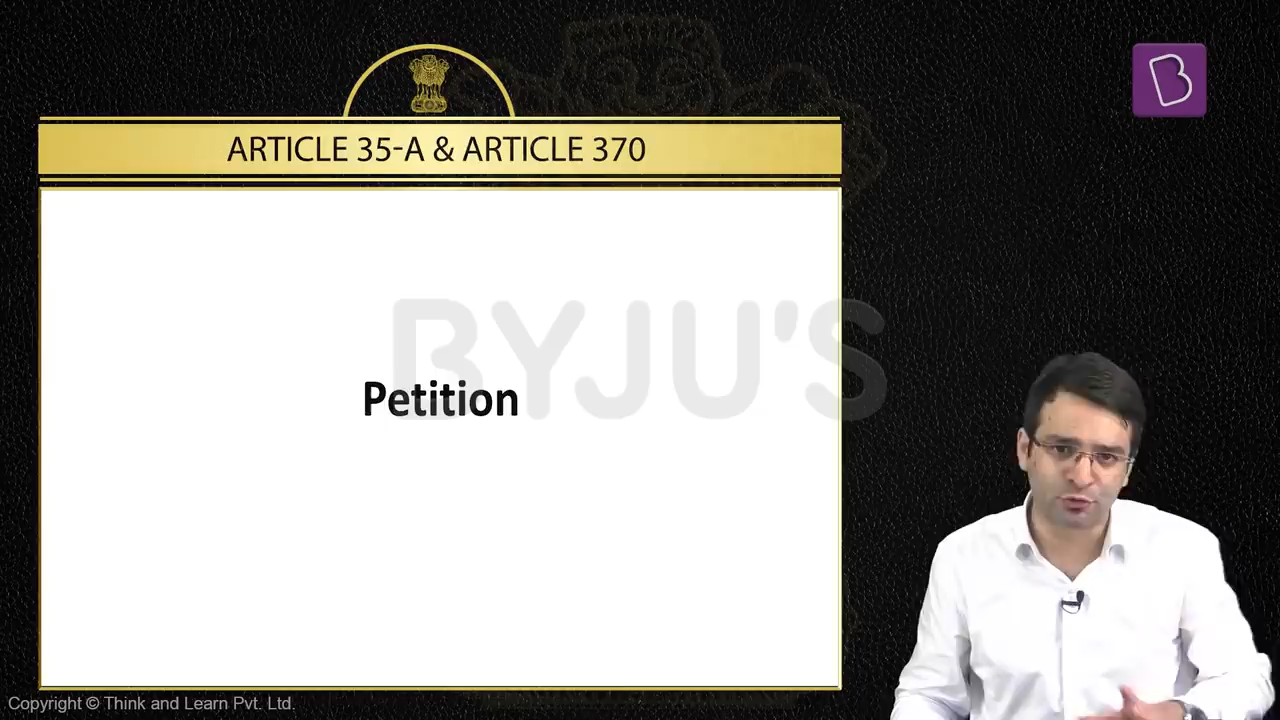 B
ARTICLE 35-A & ARTICLE 370
BYJU'S
Petition
Copyright © Think and Learn Pvt. Ltd.